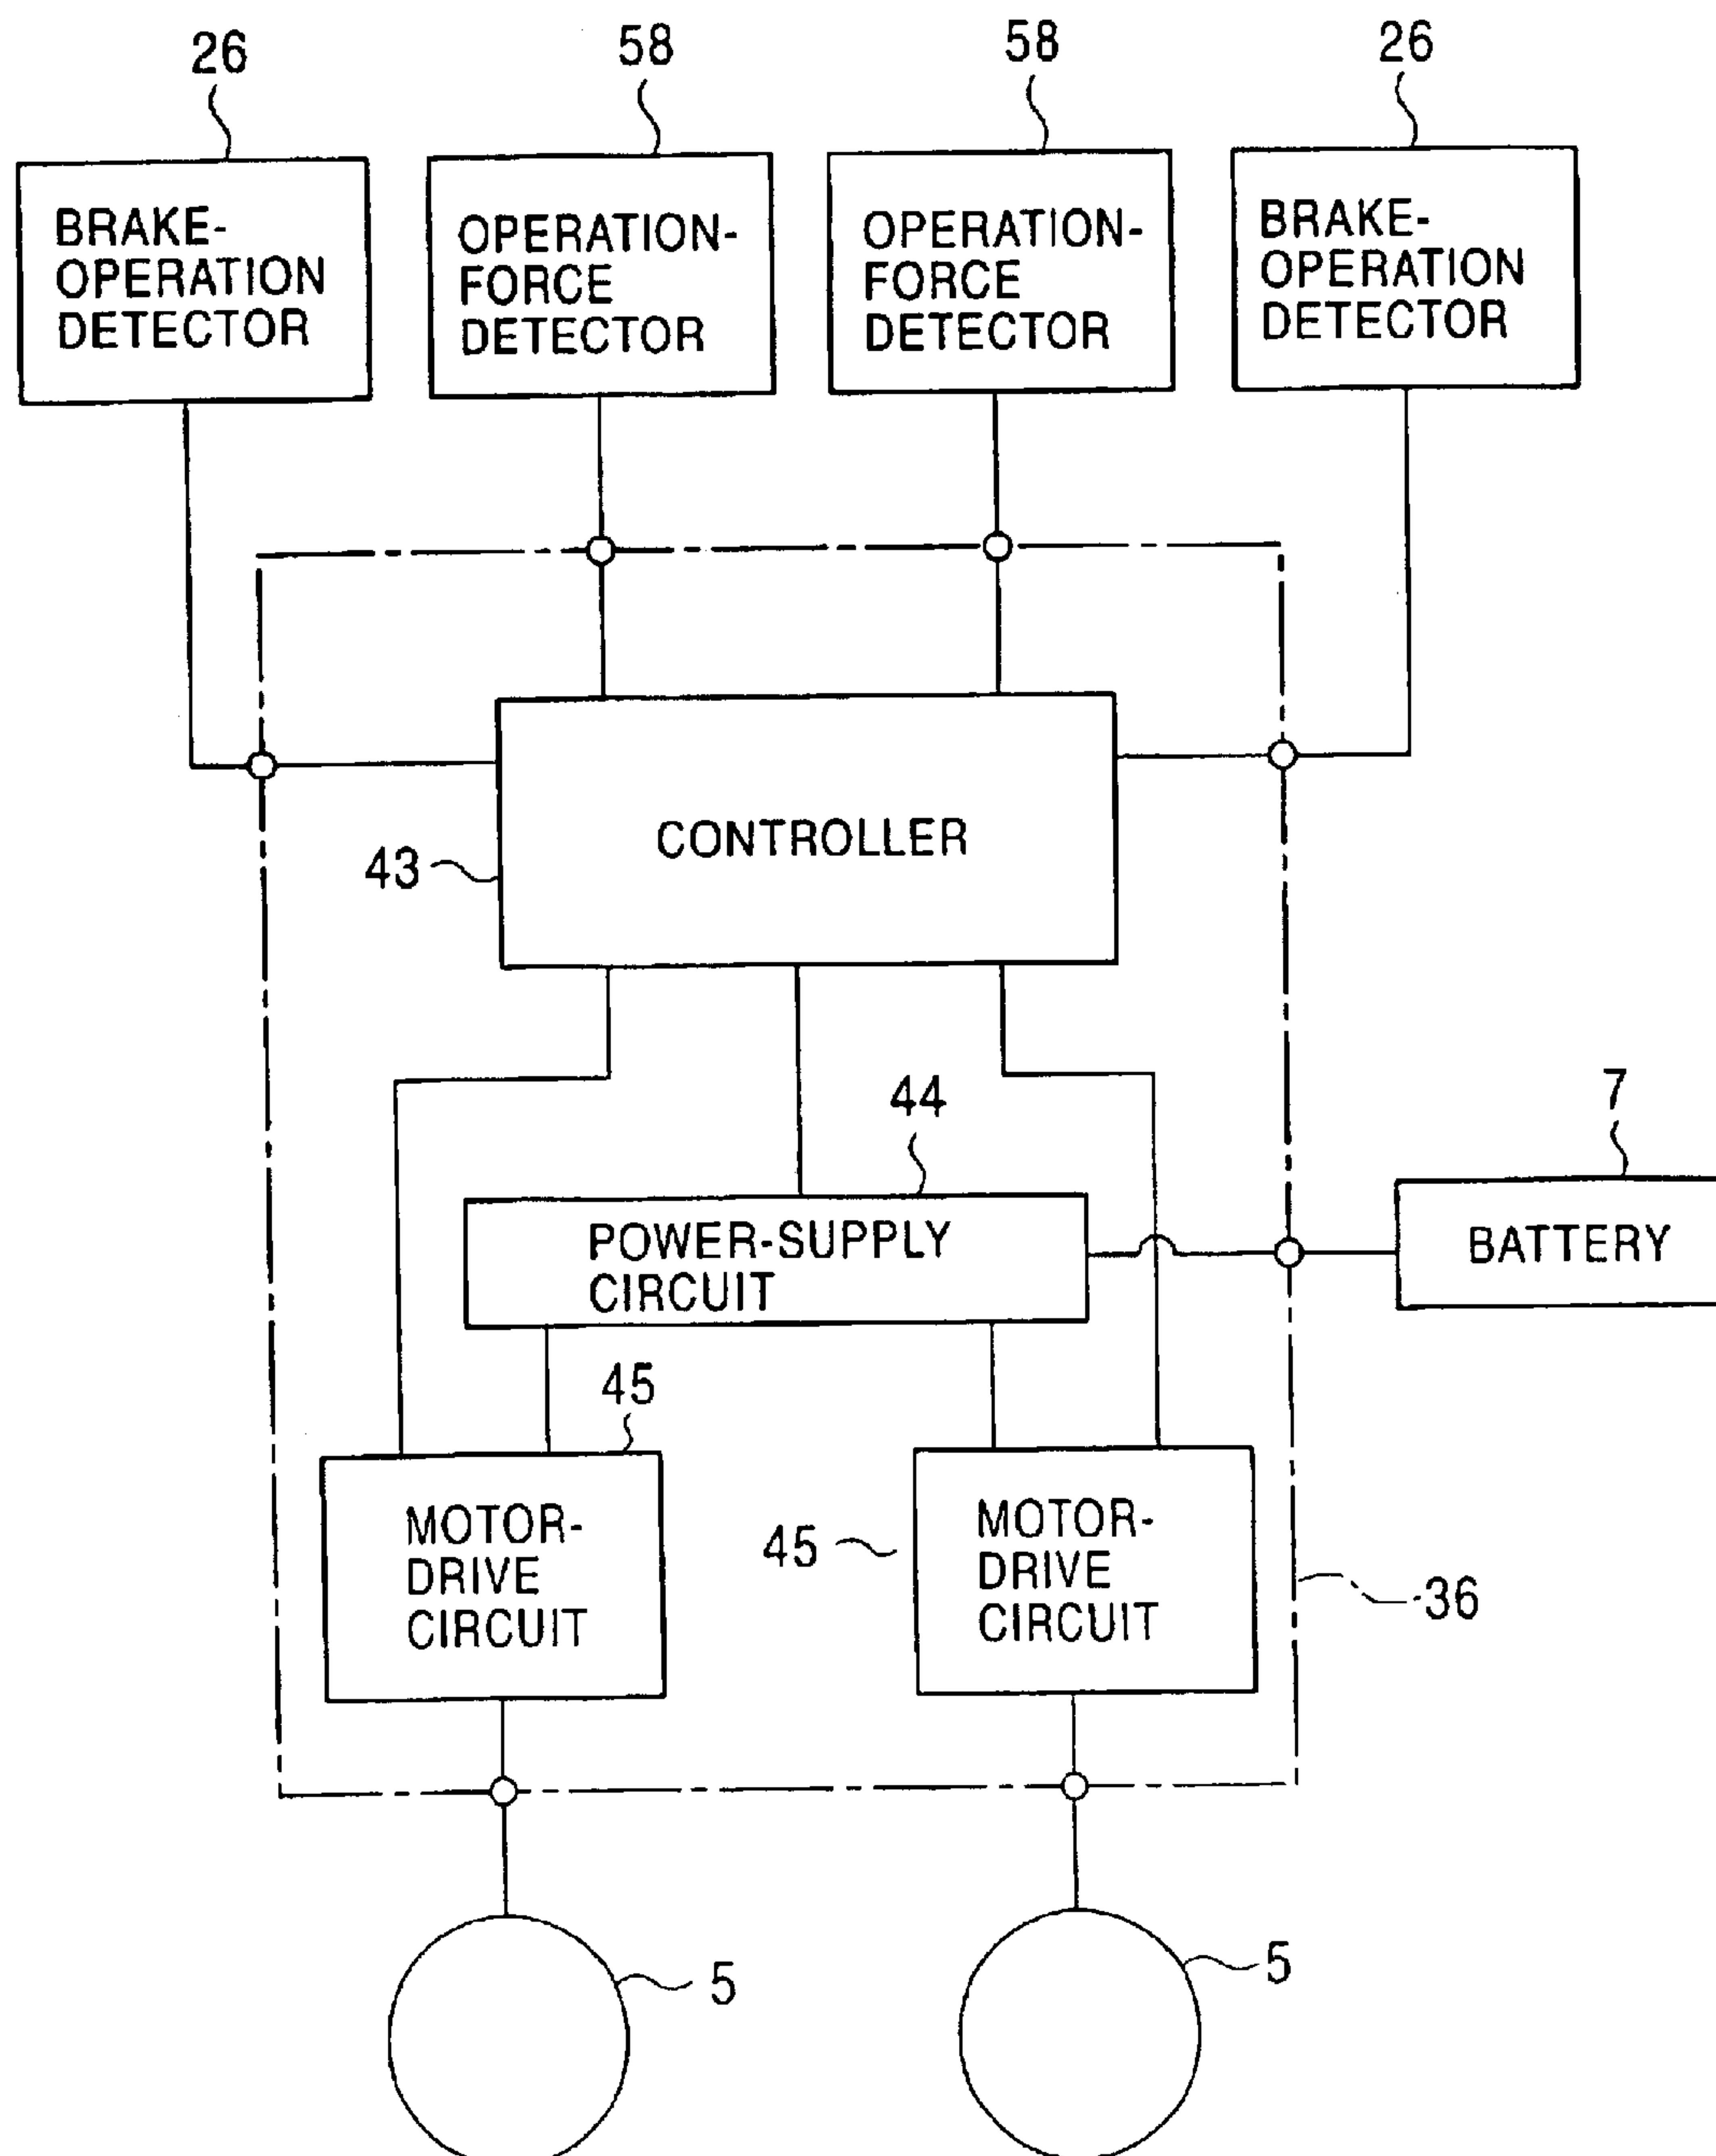 26
58
58
26
BRAKE-
OPERATION
DETECTOR
OPERATION-
FORCE
DETECTOR
OPERATION-
FORCE
DETECTOR
BRAKE-
OPERATION
DETECTOR
CONTROLLER
43
44
7
POWER-SUPPLY
CIRCUIT
BATTERY
45
MOTOR-
DRIVE
CIRCUIT
45
MOTOR-
DRIVE
CIRCUIT
36
5
5